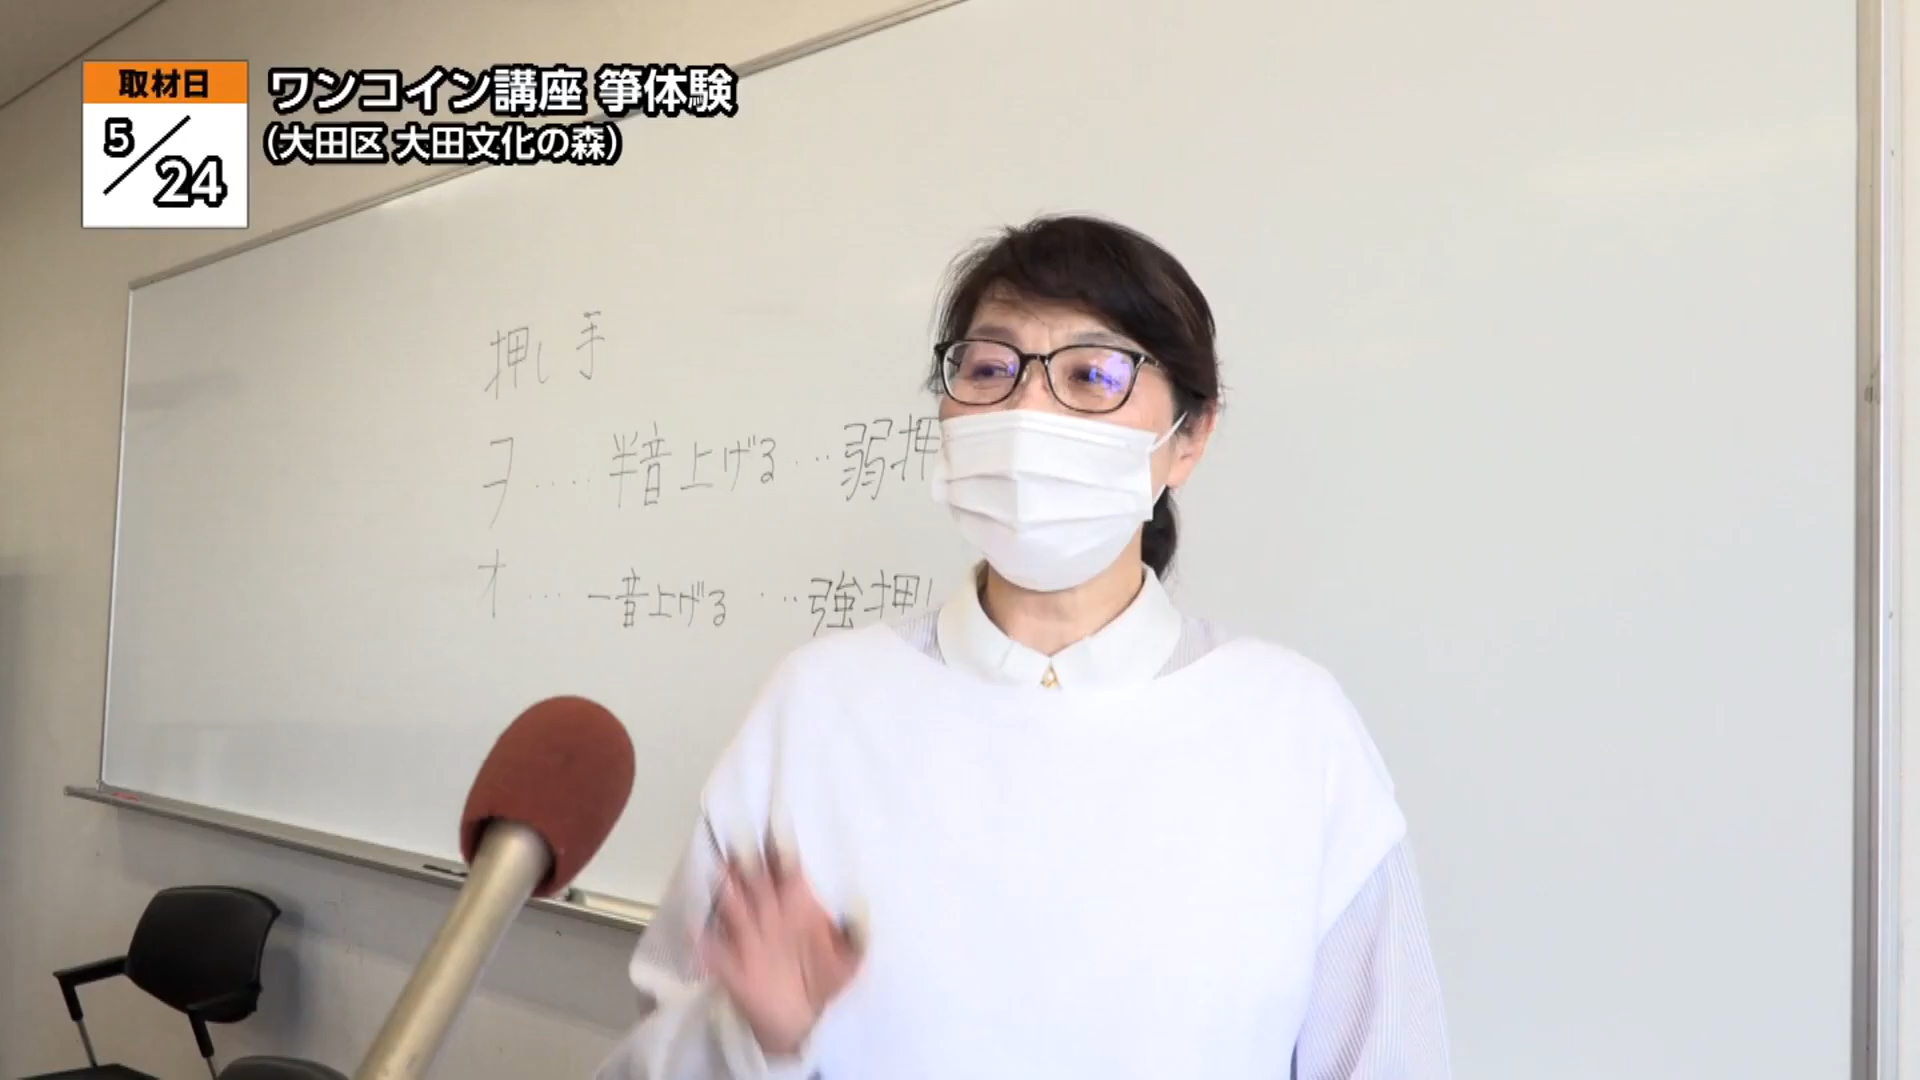 取材日
5/24
ワンコイン講座 箏体験
(大田区 大田文化の森)
押し手
ヲ……半音上げる…弱押
オ……一音上げる…強押し